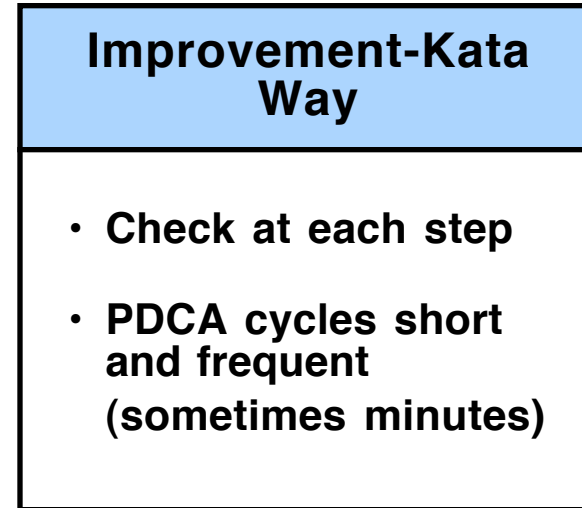 Improvement-Kata
Way
• Check at each step
• PDCA cycles short
and frequent
(sometimes minutes)